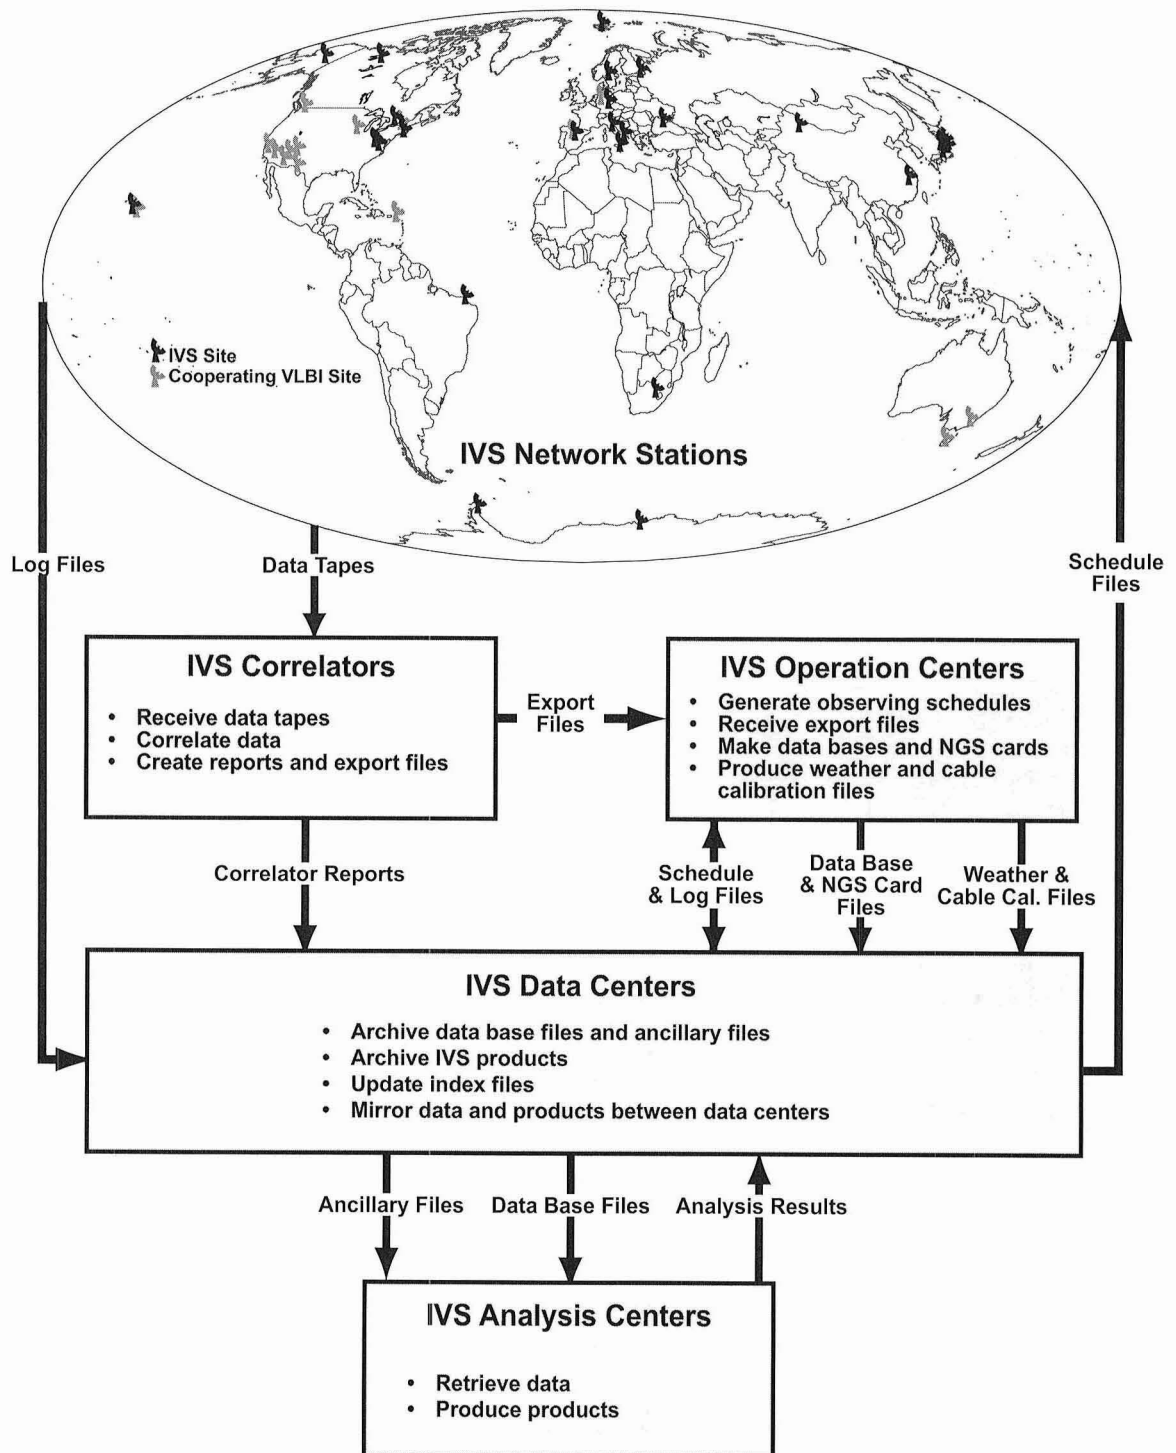 IVS Site
Cooperating VLBI Site
IVS Network Stations
Log Files
Data Tapes
Schedule
Files
IVS Correlators
• Receive data tapes
• Correlate data
• Create reports and export files
Export
Files
IVS Operation Centers
• Generate observing schedules
• Receive export files
• Make data bases and NGS cards
• Produce weather and cable
calibration files
Correlator Reports
Schedule
& Log Files
Data Base
& NGS Card
Files
Weather &
Cable Cal. Files
IVS Data Centers
• Archive data base files and ancillary files
• Archive IVS products
• Update index files
• Mirror data and products between data centers
Ancillary Files
Data Base Files
Analysis Results
IVS Analysis Centers
• Retrieve data
• Produce products